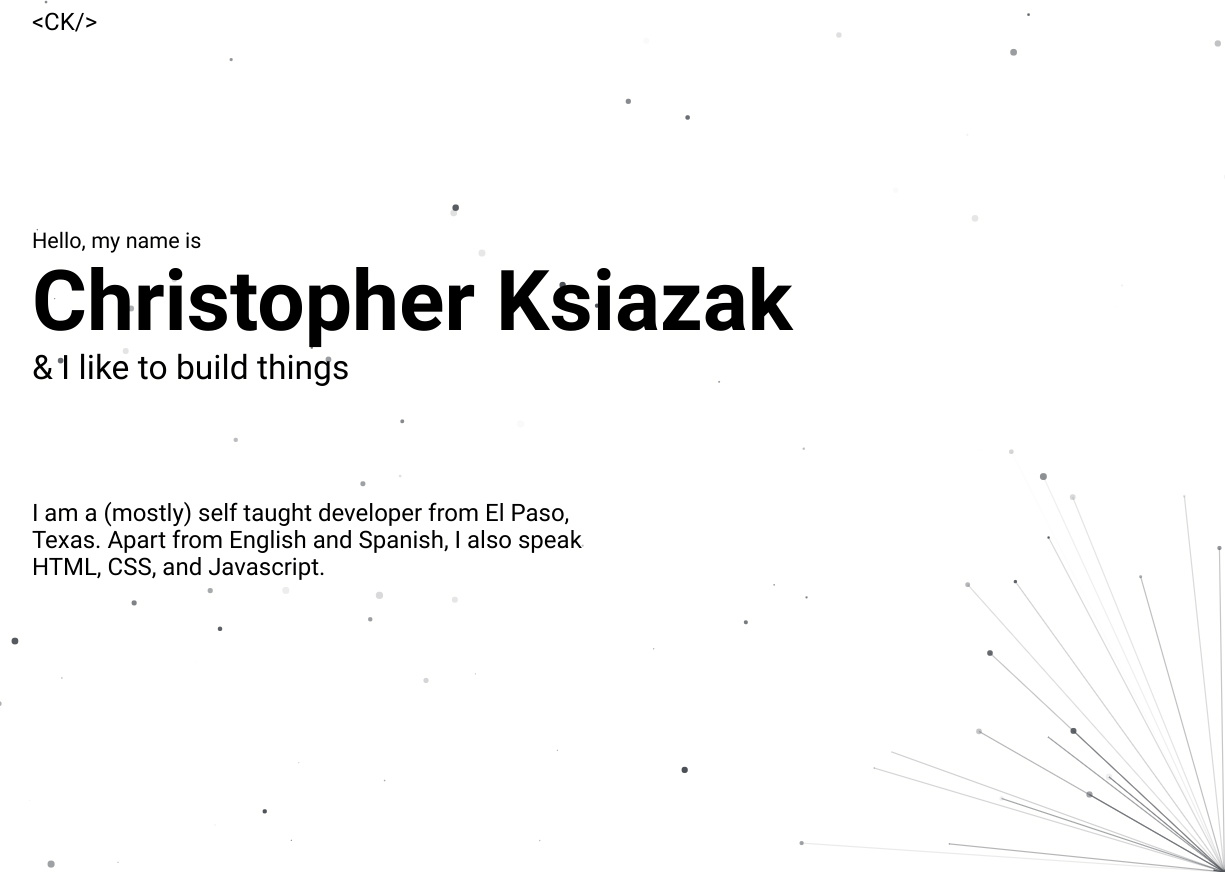 <CK/>
Hello, my name is
Christopher Ksiazak
& I like to build things
I am a (mostly) self taught developer from El Paso,
Texas. Apart from English and Spanish, I also speak
HTML, CSS, and Javascript.